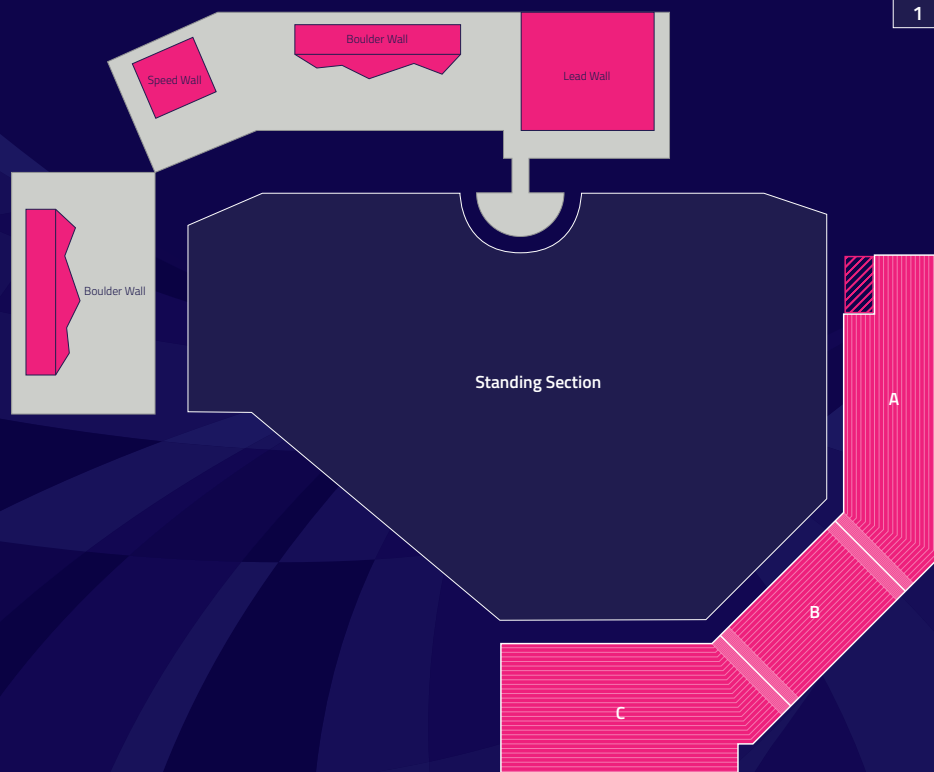 1
Boulder Wall
Lead Wall
Speed Wall
Boulder Wall
Standing Section
A
B
C